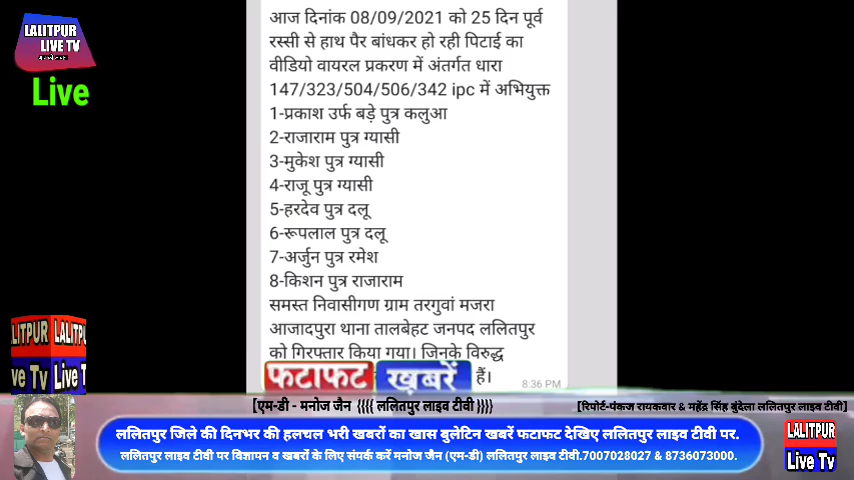 LALITPUR
LIVE TV
Live
आज दिनांक 08/09/2021 को 25 दिन पूर्व
रस्सी से हाथ पैर बांधकर हो रही पिटाई का
वीडियो वायरल प्रकरण में अंतर्गत धारा
147/323/504/506/342 ipc में अभियुक्त
1-प्रकाश उर्फ बड़े पुत्र कलुआ
2-राजाराम पुत्र ग्यासी
3-मुकेश पुत्र ग्यासी
4-राजू पुत्र ग्यासी
5-हरदेव पुत्र दलू
6-रूपलाल पुत्र दलू
7-अर्जुन पुत्र रमेश
8-किशन पुत्र राजाराम
समस्त निवासीगण ग्राम तरगुवां मजरा
आजादपुरा थाना तालबेहट जनपद ललितपुर
को गिरफ्तार किया गया। जिनके विरुद्ध
हैं।
8:36 PM
फटाफट खबरें
ITPUR LALITPU
ve Tv Live T
[एम-डी - मनोज जैन {{{{ ललितपुर लाइव टीवी }}}}
[रिपोर्ट-पंकज रायकवार & महेंद्र सिंह बुंदेला ललितपुर लाइव टीवी]
ललितपुर जिले की दिनभर की हलचल भरी खबरों का खास बुलेटिन खबरें फटाफट देखिए ललितपुर लाइव टीवी पर.
ललितपुर लाइव टीवी पर विज्ञापन व खबरों के लिए संपर्क करें मनोज जैन (एम-डी) ललितपुर लाइव टीवी.7007028027 & 8736073000.
LALITPUR
Live Tv